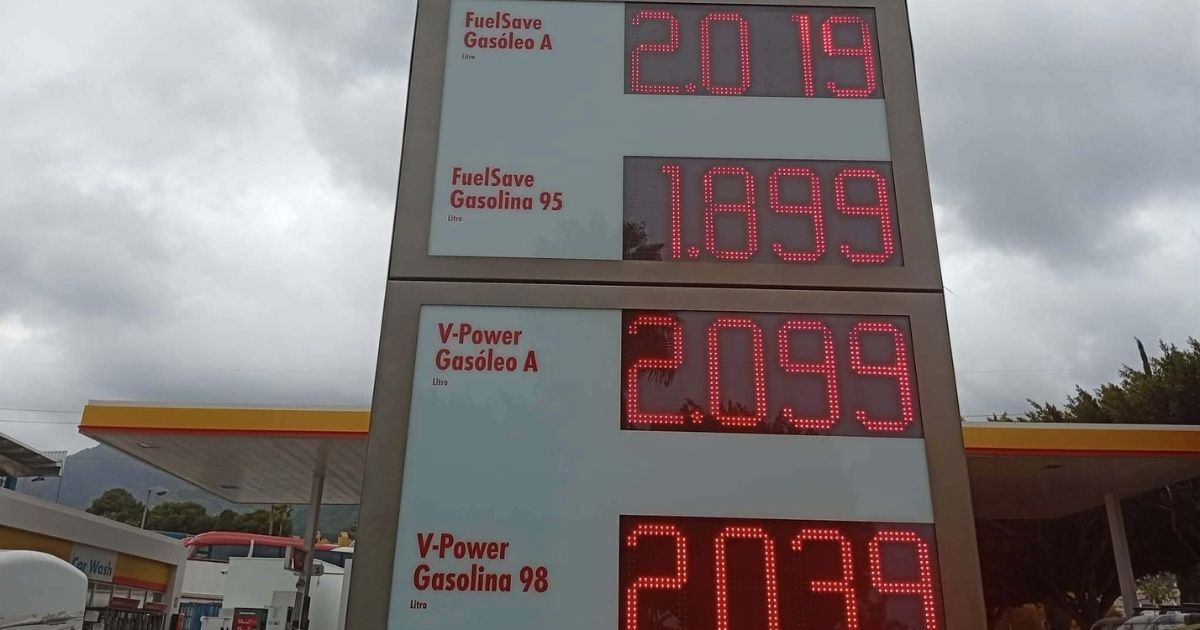 FuelSave
Gasóleo A
Litro
2.019
FuelSave
Gasolina 95
Litro
1.899
V-Power
Gasóleo A
Litro
2.099
V-Power
Gasolina 98
Litro
2.039
Car Wash